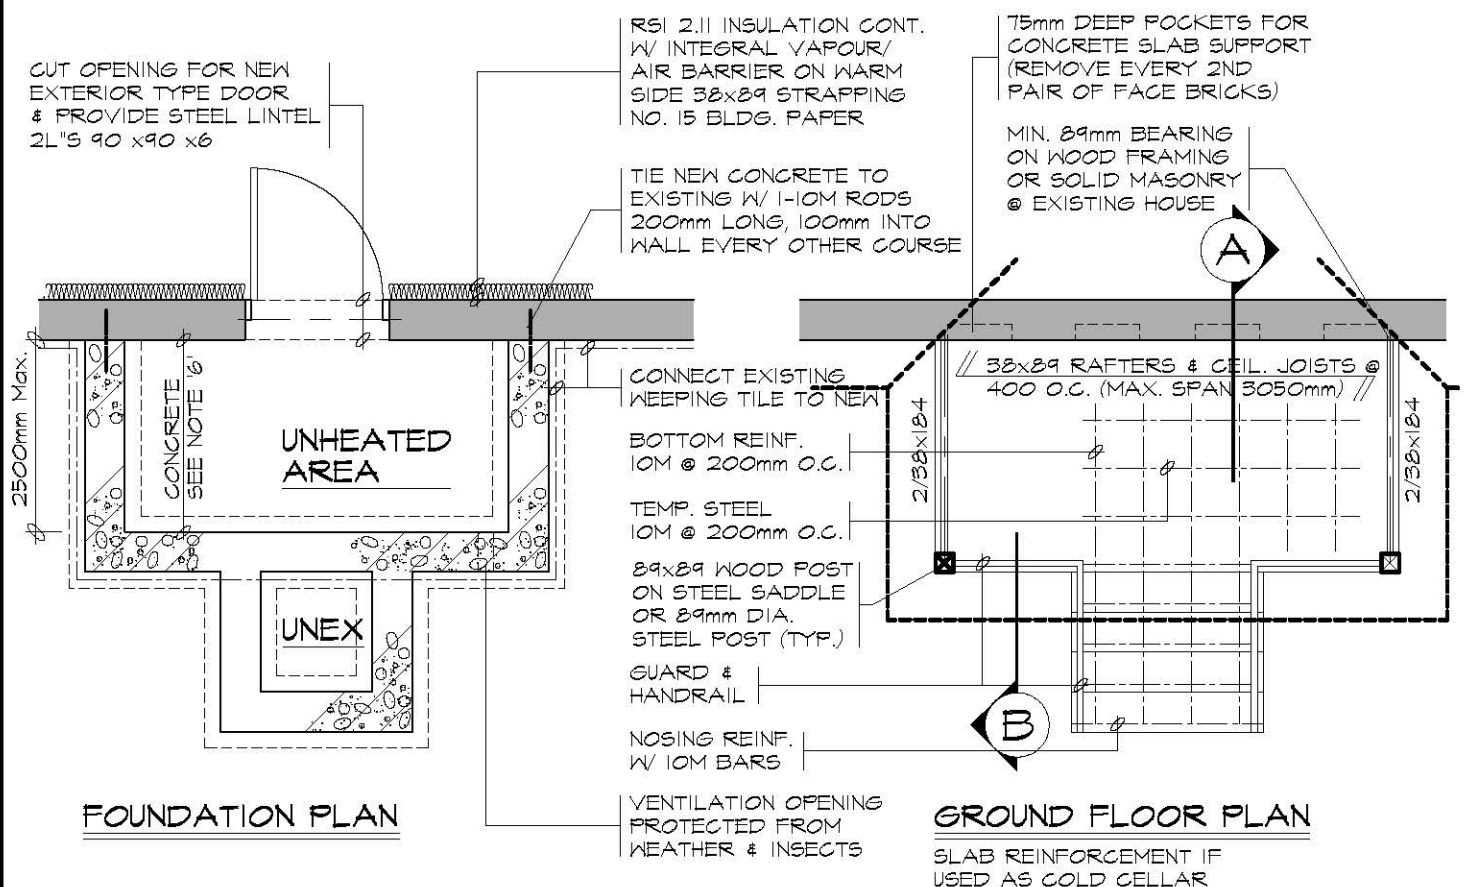 CUT OPENING FOR NEW
EXTERIOR TYPE DOOR
& PROVIDE STEEL LINTEL
2L"S 90 x90 x6
RSI 2.11 INSULATION CONT.
W/ INTEGRAL VAPOUR/
AIR BARRIER ON WARM
SIDE 38x89 STRAPPING
NO. 15 BLDG. PAPER
TIE NEW CONCRETE TO
EXISTING W/ 1-10M RODS
200mm LONG, 100mm INTO
WALL EVERY OTHER COURSE
75mm DEEP POCKETS FOR
CONCRETE SLAB SUPPORT
(REMOVE EVERY 2ND
PAIR OF FACE BRICKS)
MIN. 89mm BEARING
ON WOOD FRAMING
OR SOLID MASONRY
@ EXISTING HOUSE
A
2500mm Max.
CONCRETE
SEE NOTE '6'
UNHEATED
AREA
UNEX
CONNECT EXISTING
WEEPING TILE TO NEW
BOTTOM REINF.
10M @ 200mm O.C.
TEMP. STEEL
10M @ 200mm O.C.
89x89 WOOD POST
ON STEEL SADDLE
OR 89mm DIA.
STEEL POST (TYP.)
GUARD &
HANDRAIL
NOSING REINF.
W/ 10M BARS
VENTILATION OPENING
PROTECTED FROM
WEATHER & INSECTS
// 38x89 RAFTERS & CEIL. JOISTS @
400 O.C. (MAX. SPAN 3050mm) //
2/38x184
2/38x184
B
FOUNDATION PLAN
GROUND FLOOR PLAN
SLAB REINFORCEMENT IF
USED AS COLD CELLAR